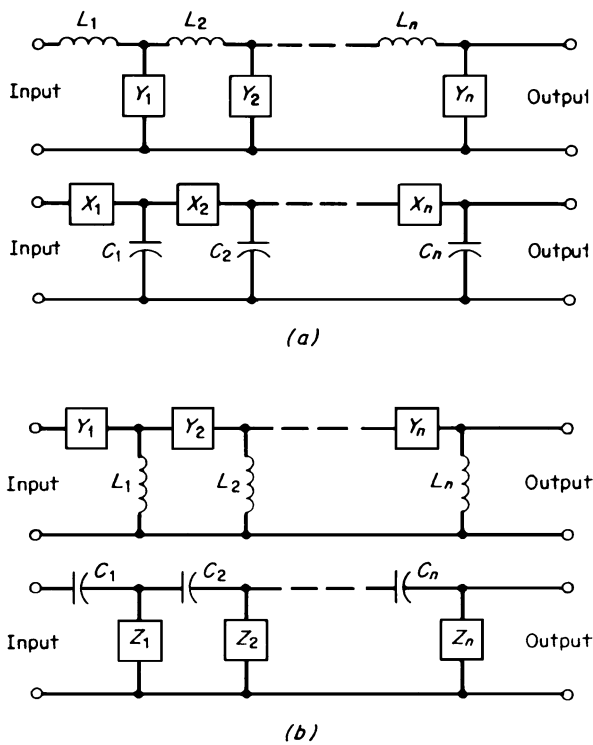 L1 L2 Ln
Input Y1 Y2 Yn Output
X1 X2 Xn
Input C1 C2 Cn Output
(a)
Y1 Y2 Yn
Input L1 L2 Ln Output
C1 C2 Cn
Input Z1 Z2 Zn Output
(b)